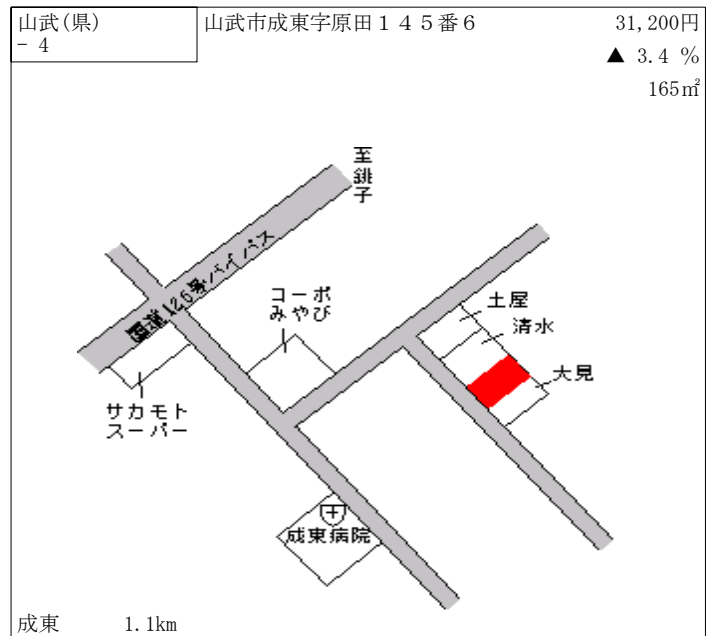 山武(県)
－ 4
山武市成東字原田１４５番６
31,200円
▲ 3.4 %
165㎡
至銚子
国道126号バイパス
コーポ
みやび
土屋
清水
大見
サカモト
スーパー
成東病院
成東 1.1km